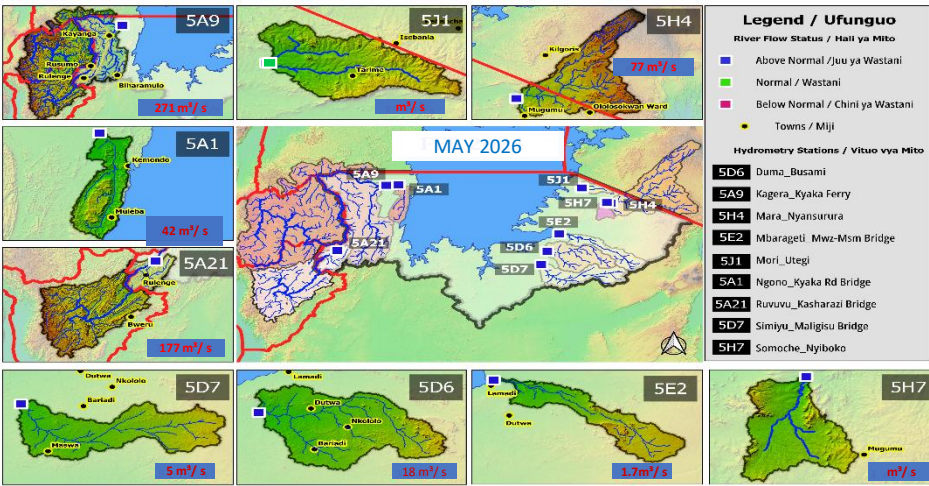 5A9
Kayanga
Rusumo
Rulenge
Biharamulo
271 m³/ s
5J1
Isebania
Tarime
m³/ s
5H4
Kilgoris
77 m³/ s
Mugumu
Ololosokwan Ward
5A1
Kemondo
Muleba
42 m³/ s
5A21
Rulenge
Bweru
177 m³/ s
MAY 2026
5A9
5A1
5J1
5H7
5H4
5E2
5A21
5D6
5D7
Legend / Ufunguo
River Flow Status / Hali ya Mito
Above Normal /Juu ya Wastani
Normal / Wastani
Below Normal / Chini ya Wastani
Towns / Miji
Hydrometry Stations / Vituo vya Mito
5D6 Duma_Busami
5A9 Kagera_Kyaka Ferry
5H4 Mara_Nyansurura
5E2 Mbarageti_Mwz-Msm Bridge
5J1 Mori_Utegi
5A1 Ngono_Kyaka Rd Bridge
5A21 Ruvuvu_Kasharazi Bridge
5D7 Simiyu_Maligisu Bridge
5H7 Somoche_Nyiboko
5D7
Dutwa
Nkololo
Bariadi
Maswa
5 m³/ s
5D6
Lamadi
Dutwa
Nkololo
Bariadi
18 m³/ s
5E2
Lamadi
Dutwa
1.7m³/ s
5H7
Mugumu
m³/ s